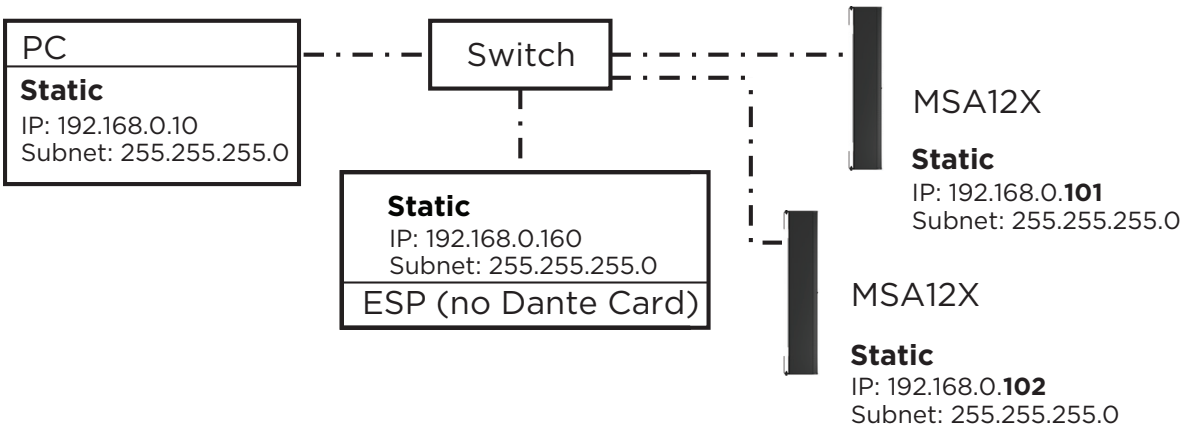 PC
Static
IP: 192.168.0.10
Subnet: 255.255.255.0
Switch
Static
IP: 192.168.0.160
Subnet: 255.255.255.0
ESP (no Dante Card)
MSA12X
Static
IP: 192.168.0.101
Subnet: 255.255.255.0
MSA12X
Static
IP: 192.168.0.102
Subnet: 255.255.255.0